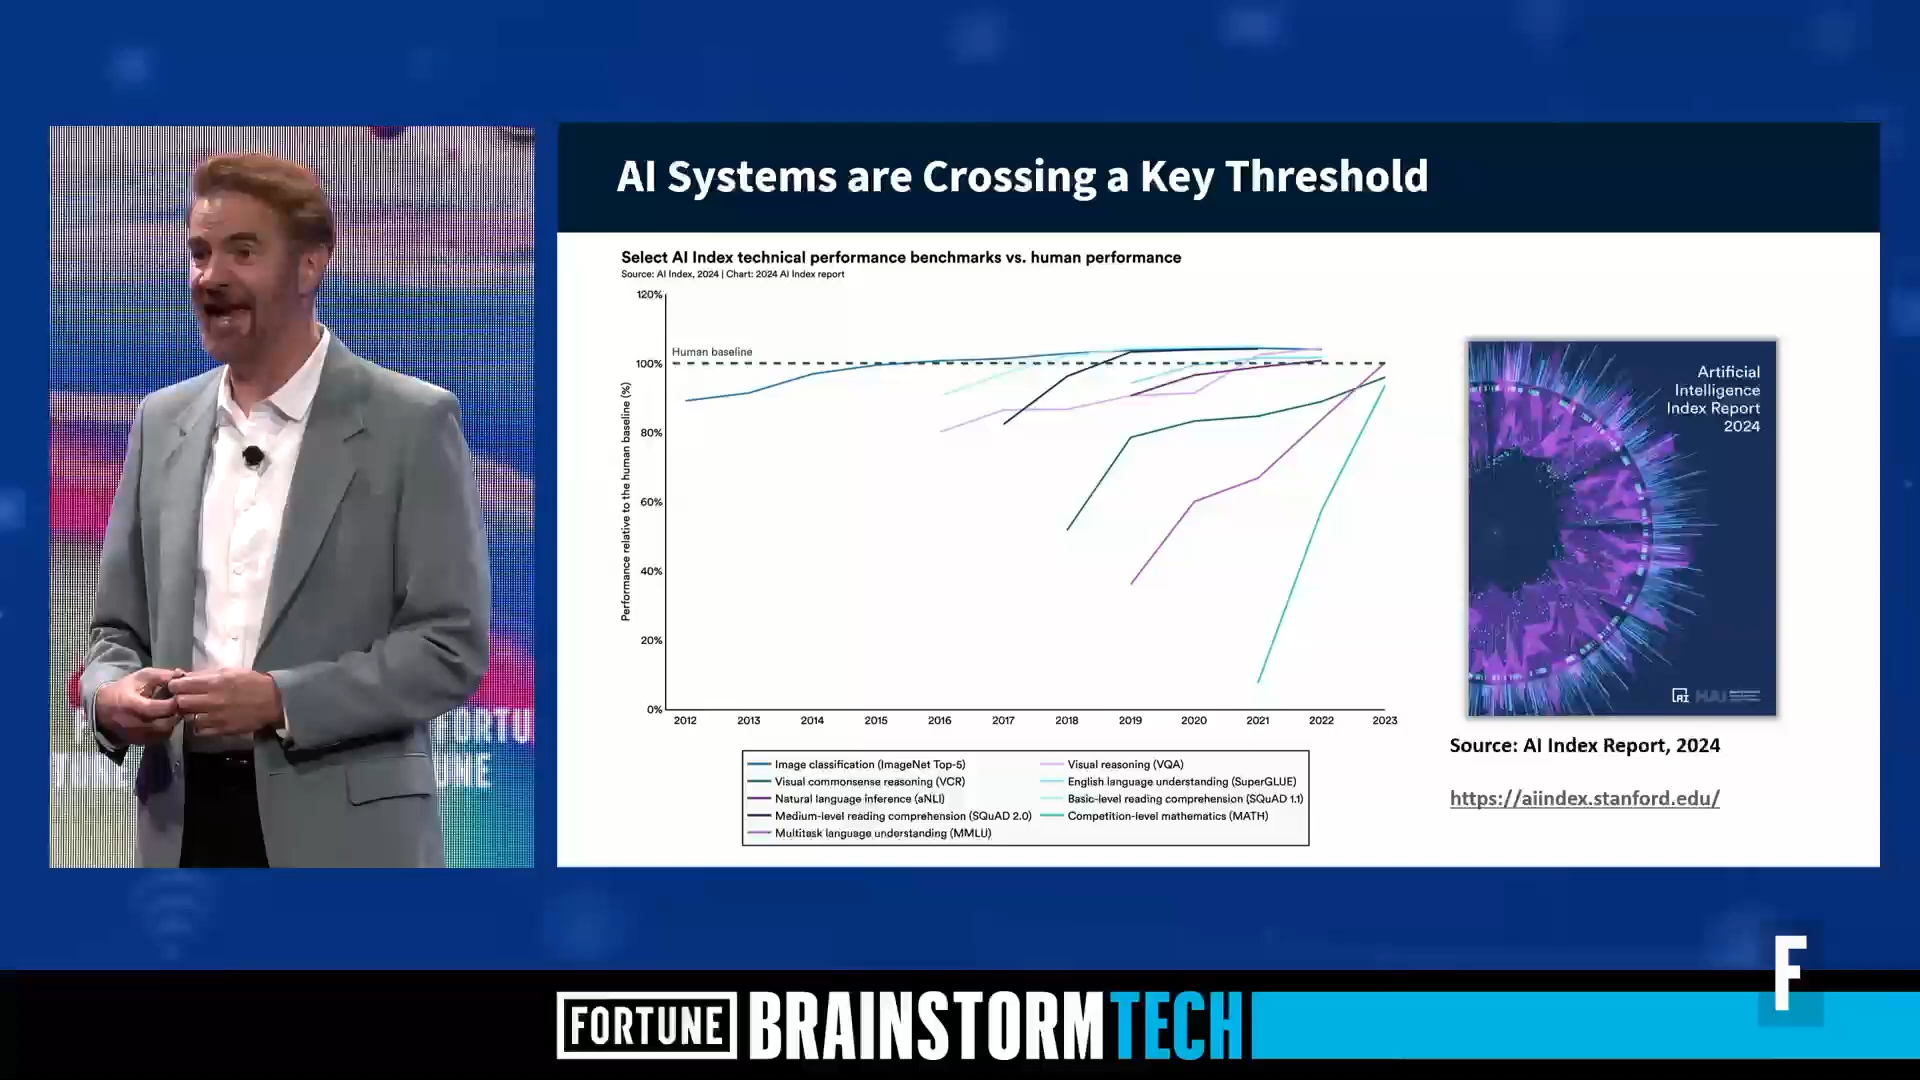 AI Systems are Crossing a Key Threshold
Select AI Index technical performance benchmarks vs. human performance
Source: AI Index, 2024 | Chart: 2024 AI Index report
Performance relative to the human baseline (%)
120%
100%
80%
60%
40%
20%
0%
Human baseline
2012 2013 2014 2015 2016 2017 2018 2019 2020 2021 2022 2023
Image classification (ImageNet Top-5)
Visual commonsense reasoning (VCR)
Natural language inference (aNLI)
Medium-level reading comprehension (SQuAD 2.0)
Multitask language understanding (MMLU)
Visual reasoning (VQA)
English language understanding (SuperGLUE)
Basic-level reading comprehension (SQuAD 1.1)
Competition-level mathematics (MATH)
Artificial
Intelligence
Index Report
2024
HAI
Source: AI Index Report, 2024
https://aiindex.stanford.edu/
FORTU
UNE
F
FORTUNE BRAINSTORMTECH